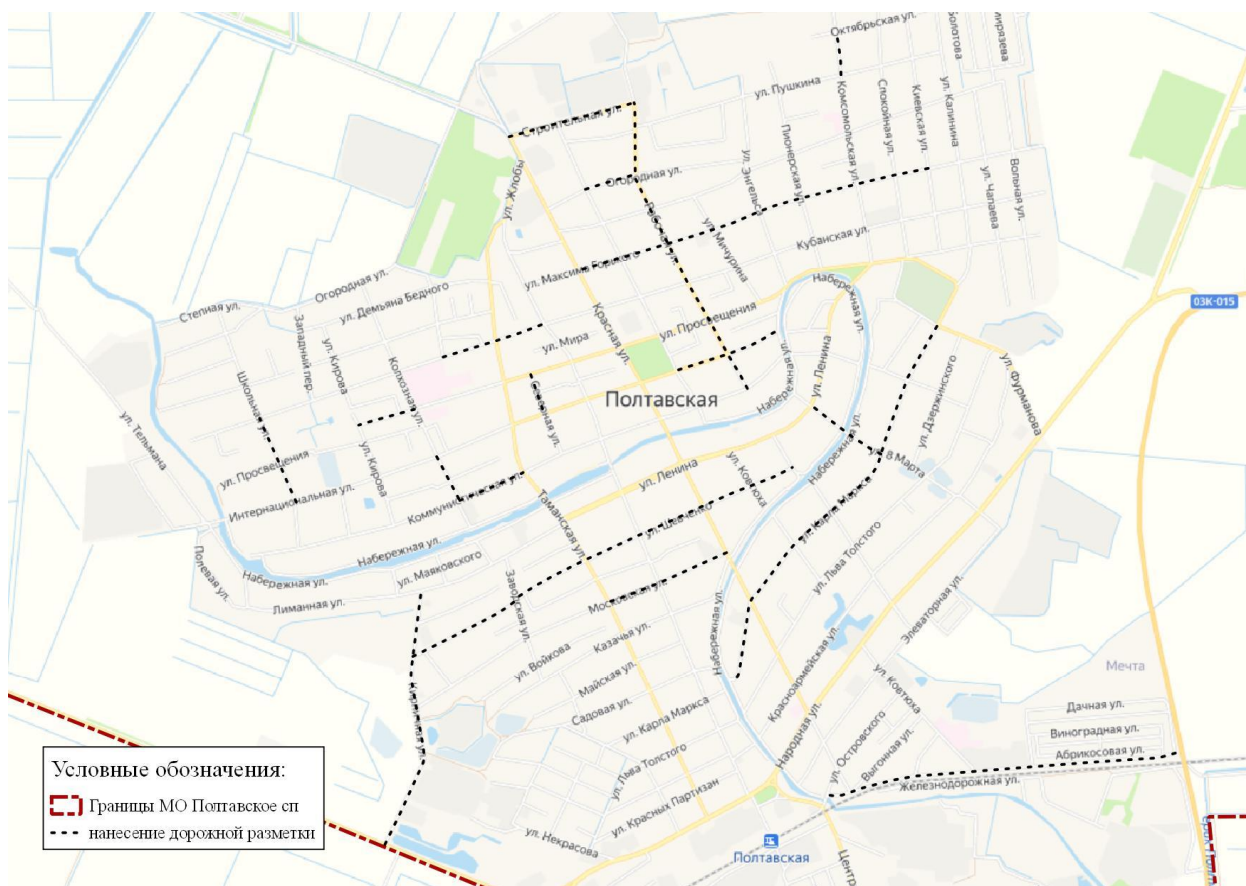 Октябрьская ул.
ул. Пушкина
Строительная ул.
Комсомольская ул.
Спокойная ул.
Киевская ул.
ул. Калинина
Пионерская ул.
ул. Энгельса
Огородная ул.
ул. Жлобы
Рабочая ул.
ул. Мичурина
ул. Чапаева
Вольная ул.
Кубанская ул.
ул. Максима Горького
Огородная ул.
Степная ул.
ул. Демьяна Бедного
Набережная ул.
03К-015
Западный пер.
ул. Кирова
Колхозная ул.
ул. Мира
Красная ул.
ул. Просвещения
Набережная ул.
ул. Ленина
ул. Фурманова
Школьная ул.
Северная ул.
Полтавская
Набережная ул.
ул. Дзержинского
ул. Тельмана
ул. Просвещения
ул. Кирова
Интернациональная ул.
Коммунистическая ул.
ул. Ленина
ул. Ковтюха
Набережная ул.
ул. 8 Марта
Таманская ул.
ул. Шевченко
ул. Карла Маркса
Полевая ул.
Набережная ул.
Набережная ул.
ул. Маяковского
Лиманная ул.
Заводская ул.
Московская ул.
ул. Льва Толстого
Элеваторная ул.
Набережная ул.
Казачья ул.
ул. Войкова
Майская ул.
Садовая ул.
ул. Карла Маркса
Красноармейская ул.
ул. Ковтюха
Мечта
Кирпичная ул.
Народная ул.
ул. Островского
Выгонная ул.
Дачная ул.
Виноградная ул.
Абрикосовая ул.
Железнодорожная ул.
ул. Льва Толстого
ул. Красных Партизан
ул. Некрасова
Полтавская
Центр
Условные обозначения:
Границы МО Полтавское сп
нанесение дорожной разметки